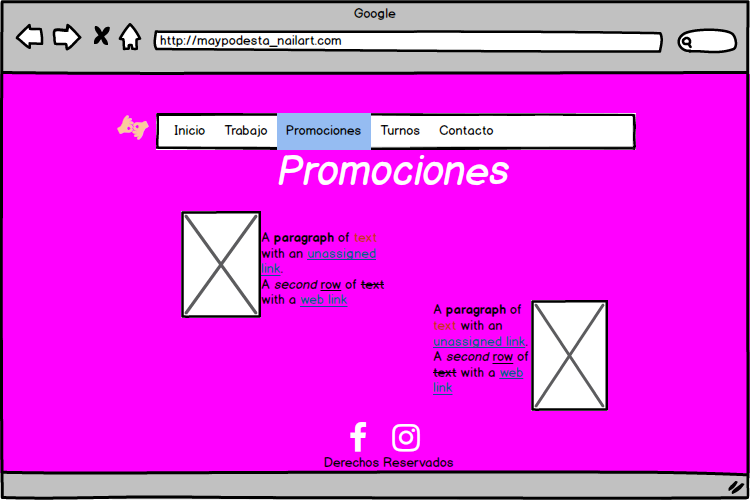 Google
http://maypodesta_nailart.com
Inicio Trabajo Promociones Turnos Contacto
Promociones
A paragraph of text
with an unassigned
link.
A second row of text
with a web link
A paragraph of
text with an
unassigned link.
A second row of
text with a web
link
Derechos Reservados